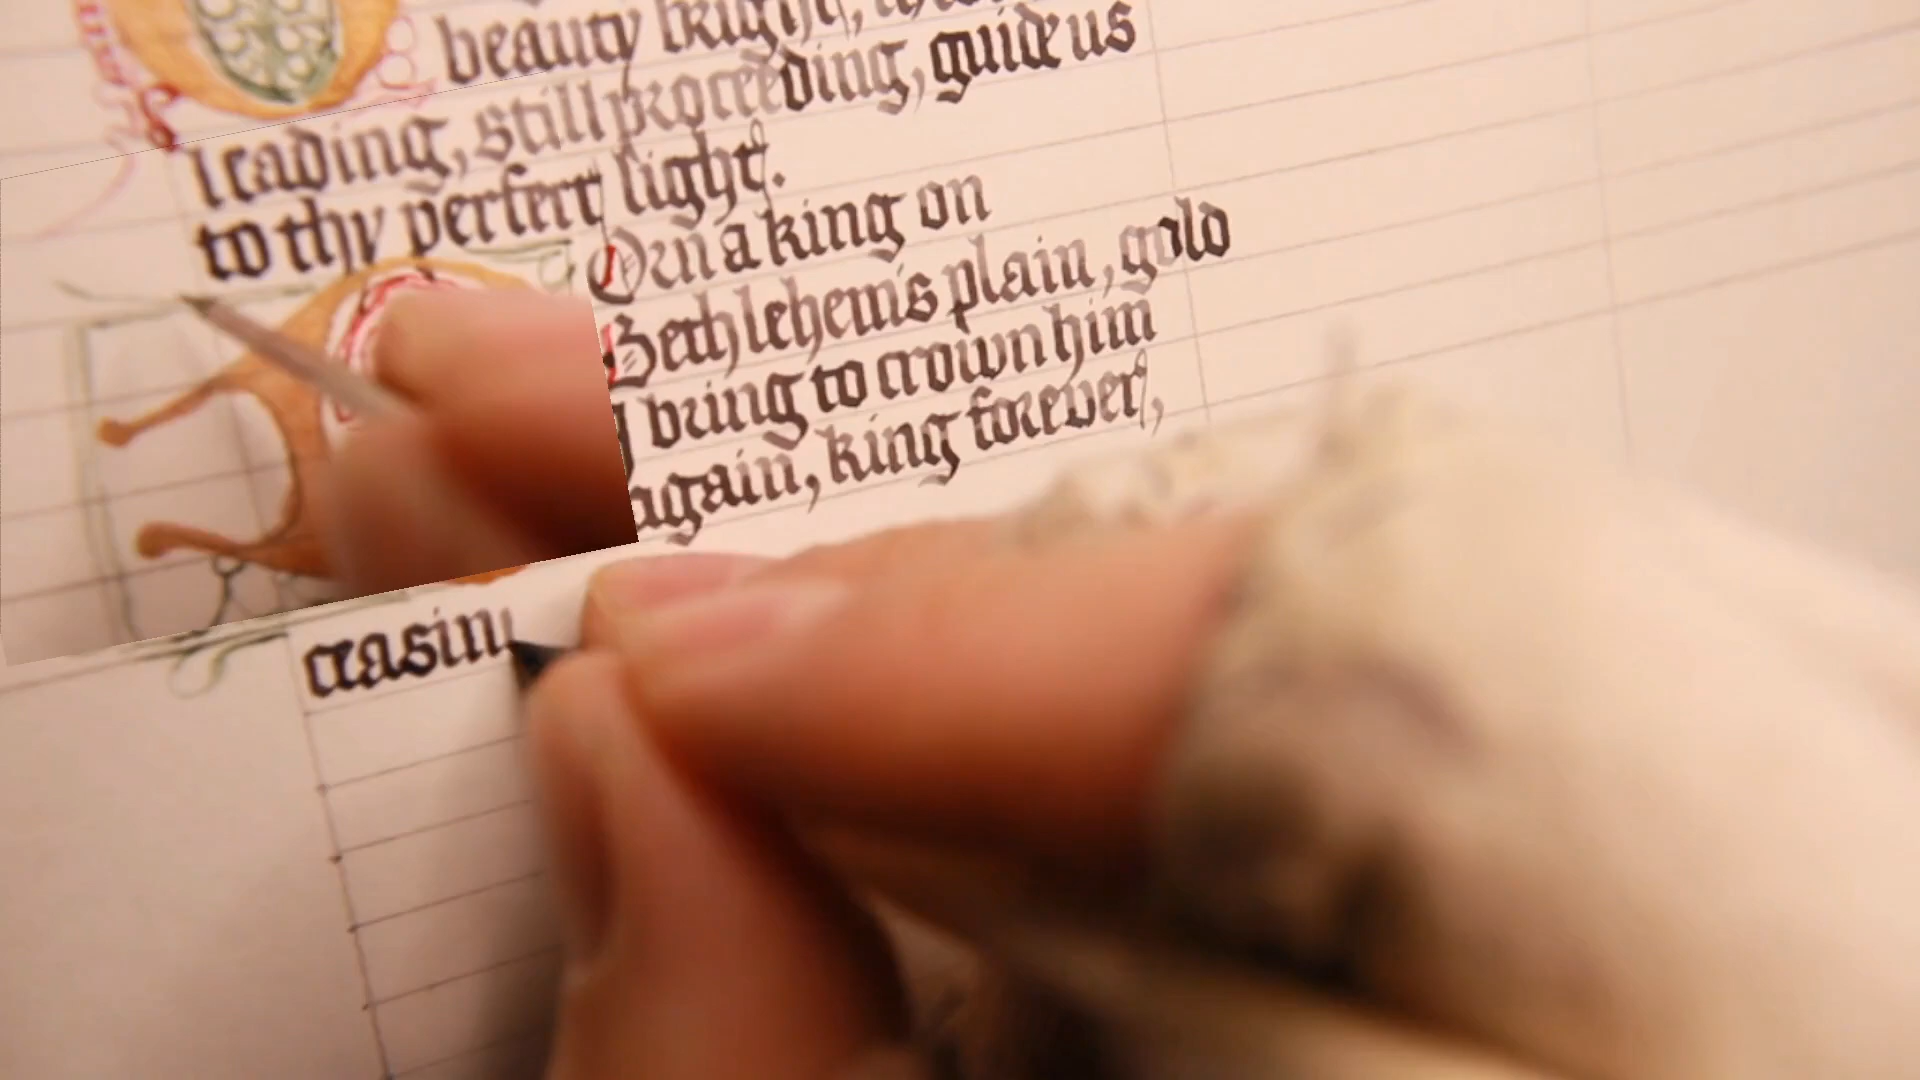 beauty bright,
leading, still proceeding, guide us
to thy perfect light.
Orn a king on
Bethlehem's plain, gold
I bring to crown him
again, king forever,
ceasin